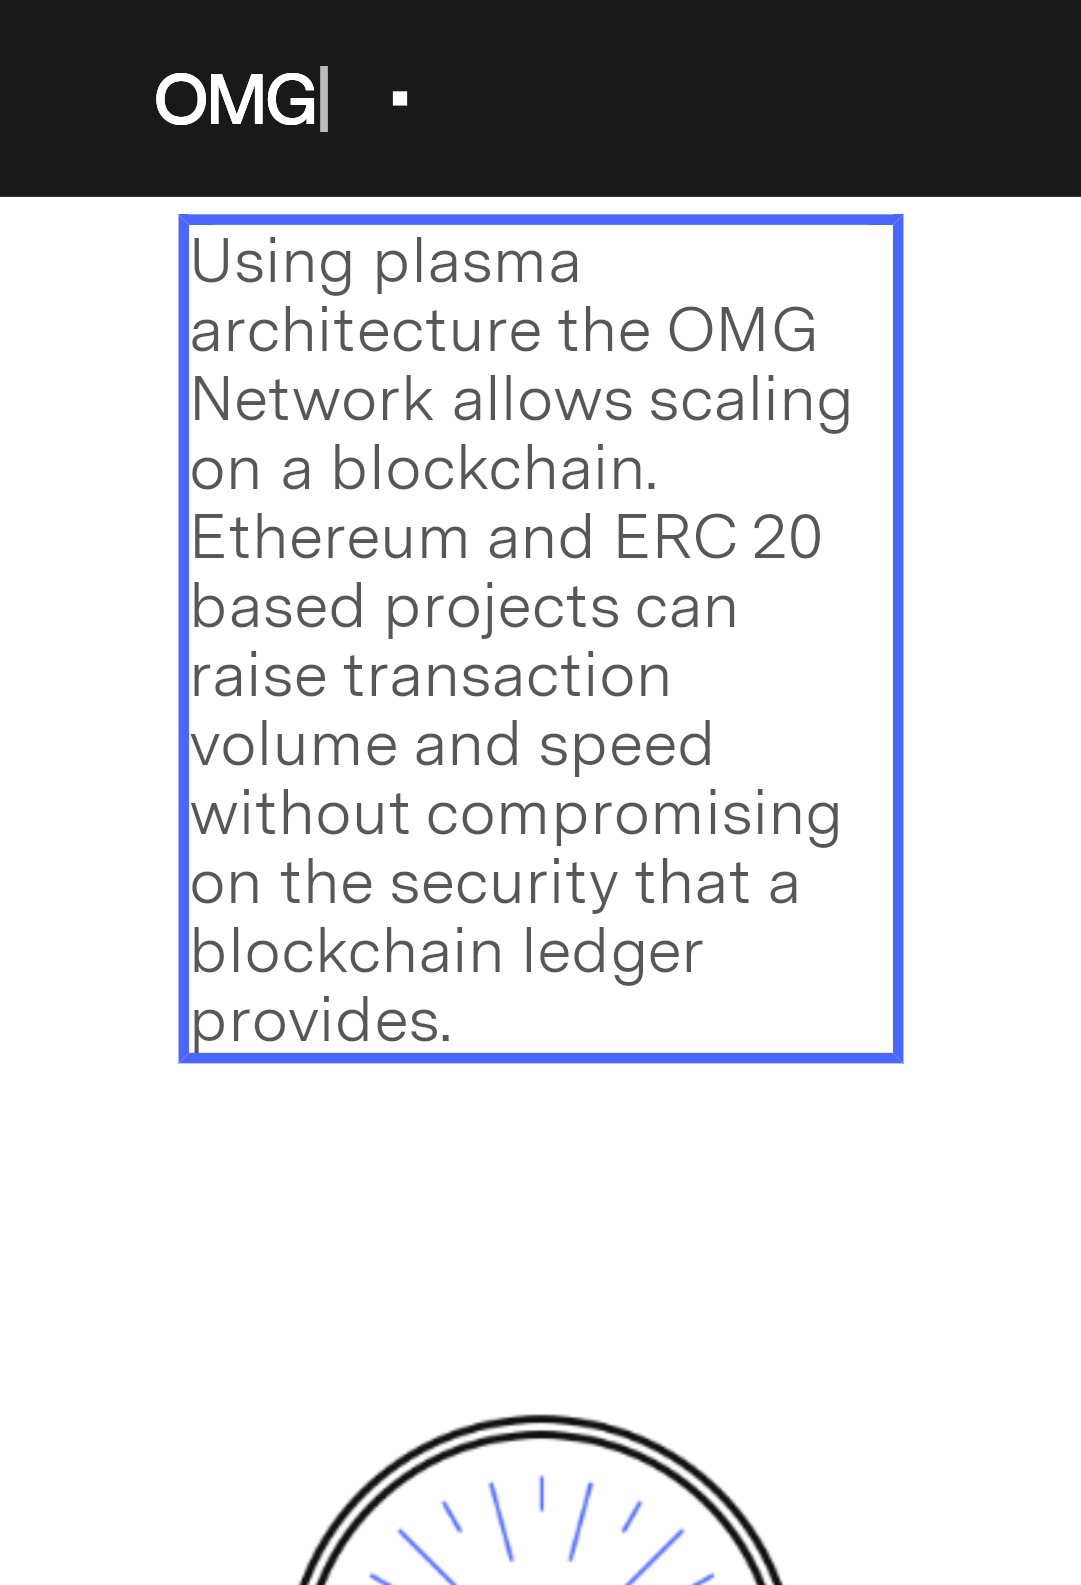 OMG
Using plasma
architecture the OMG
Network allows scaling
on a blockchain.
Ethereum and ERC 20
based projects can
raise transaction
volume and speed
without compromising
on the security that a
blockchain ledger
provides.